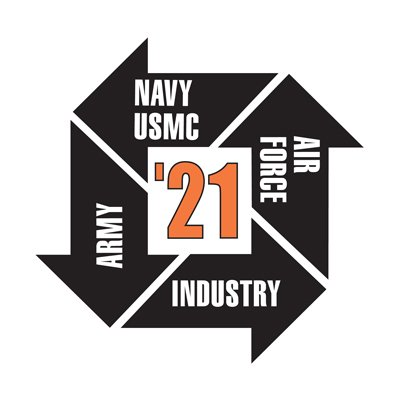 NAVY
USMC
AIR
FORCE
'21
ARMY
INDUSTRY